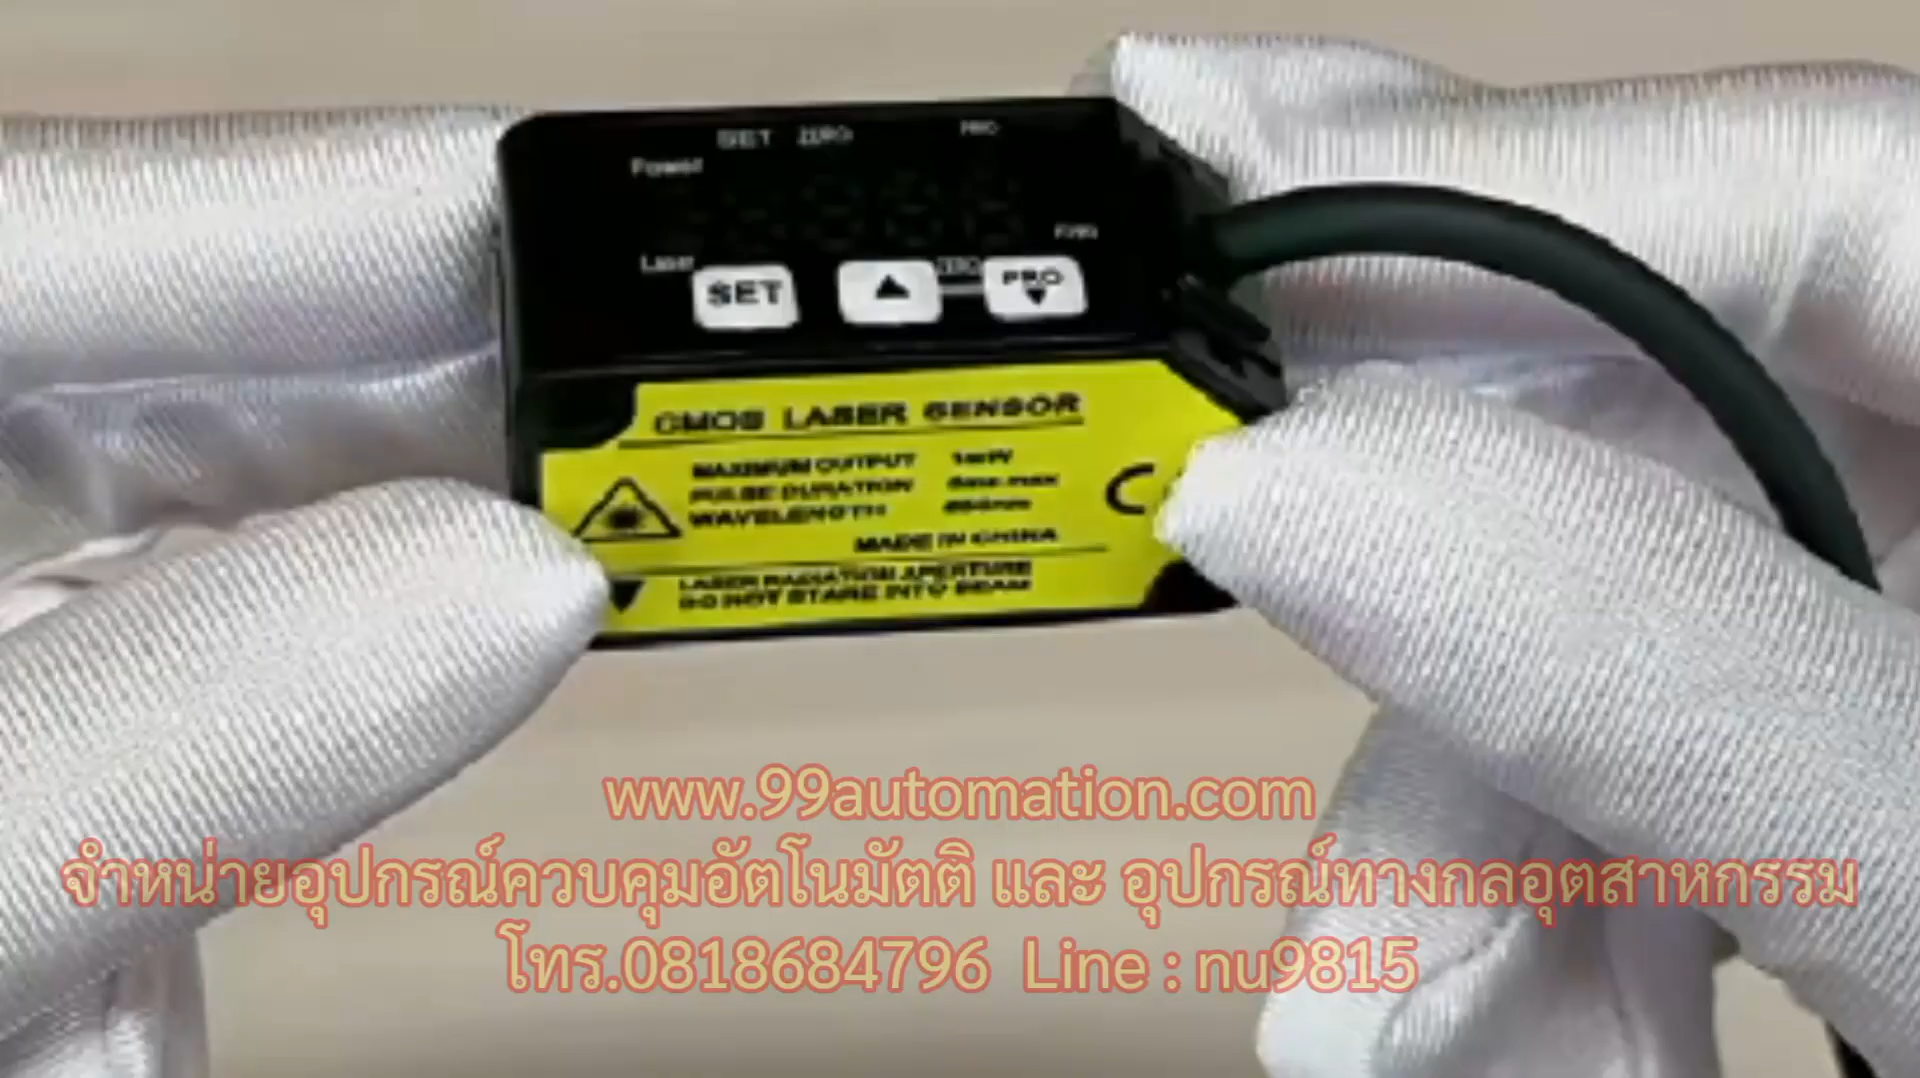 SET ZERO PRO
Power
Laser
SET ▲ ZERO PRO ▼
CMOS LASER SENSOR
MAXIMUM OUTPUT 1mW
PULSE DURATION
WAVELENGTH
MADE IN CHINA
LASER RADIATION APERTURE
DO NOT STARE INTO BEAM
www.99automation.com
จำหน่ายอุปกรณ์ควบคุมอัตโนมัตติ และ อุปกรณ์ทางกลอุตสาหกรรม
โทร.0818684796 Line : nu9815